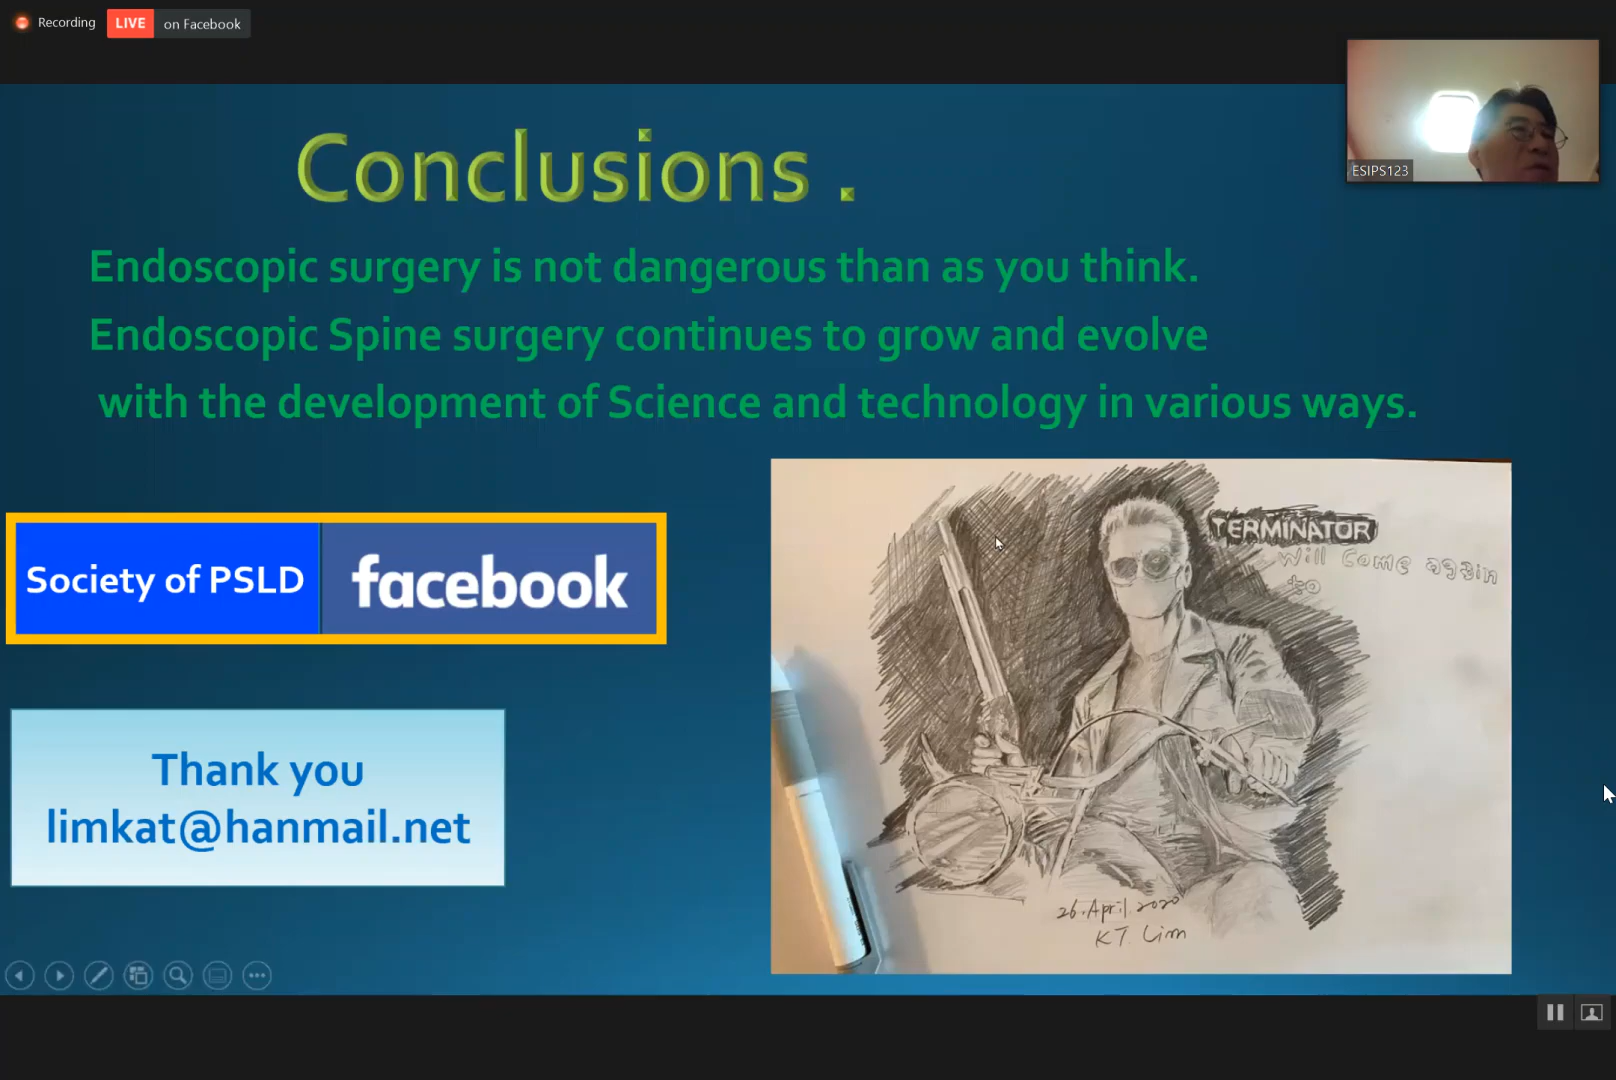 Recording
LIVE on Facebook
ESIPS123
Conclusions .
Endoscopic surgery is not dangerous than as you think.
Endoscopic Spine surgery continues to grow and evolve
with the development of Science and technology in various ways.
Society of PSLD facebook
TERMINATOR
will come again
to
Thank you
limkat@hanmail.net
26. April. 2020
KT. Lim